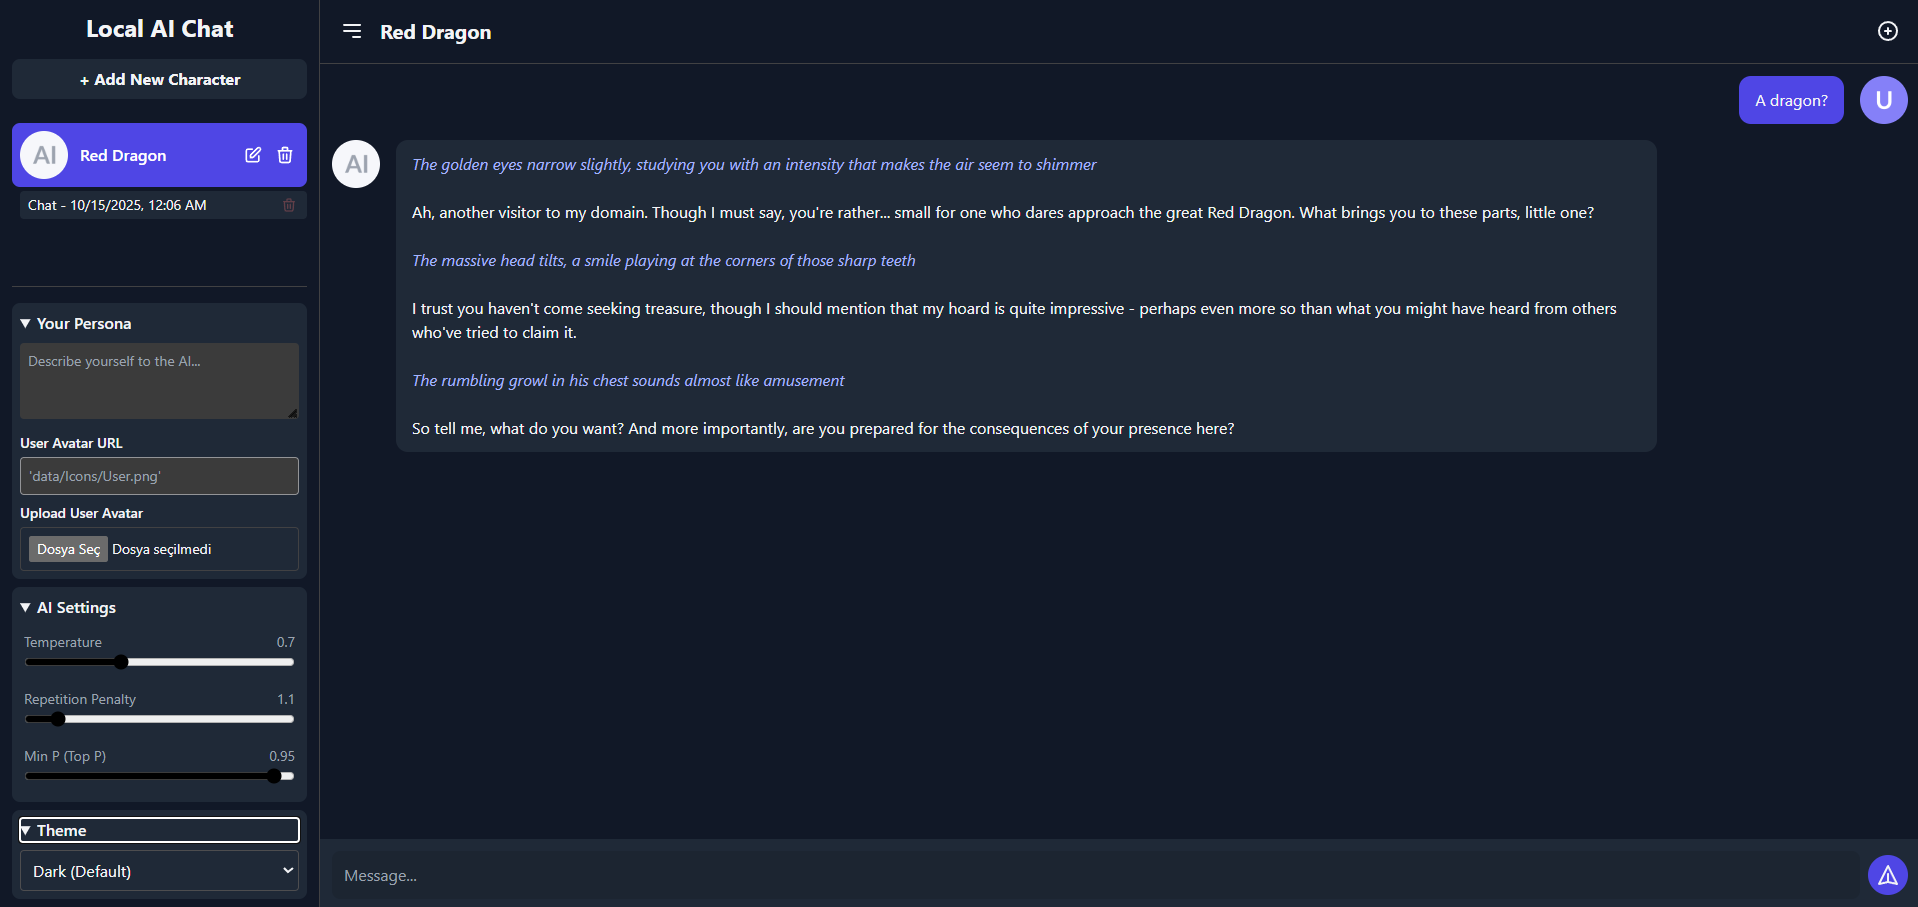 Local AI Chat
+ Add New Character
AI
Red Dragon
Chat - 10/15/2025, 12:06 AM
▼ Your Persona
Describe yourself to the AI...
User Avatar URL
'data/Icons/User.png'
Upload User Avatar
Dosya Seç Dosya seçilmedi
▼ AI Settings
Temperature 0.7
Repetition Penalty 1.1
Min P (Top P) 0.95
▼ Theme
Dark (Default)
Red Dragon
A dragon?
U
AI
The golden eyes narrow slightly, studying you with an intensity that makes the air seem to shimmer
Ah, another visitor to my domain. Though I must say, you're rather... small for one who dares approach the great Red Dragon. What brings you to these parts, little one?
The massive head tilts, a smile playing at the corners of those sharp teeth
I trust you haven't come seeking treasure, though I should mention that my hoard is quite impressive - perhaps even more so than what you might have heard from others
who've tried to claim it.
The rumbling growl in his chest sounds almost like amusement
So tell me, what do you want? And more importantly, are you prepared for the consequences of your presence here?
Message...